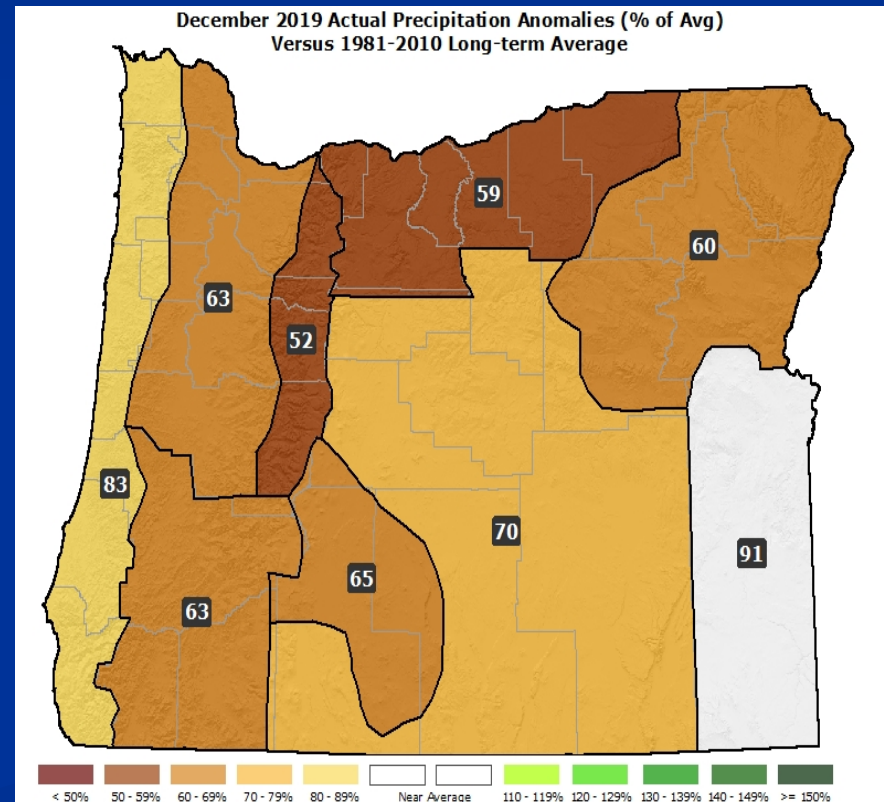 December 2019 Actual Precipitation Anomalies (% of Avg)
Versus 1981-2010 Long-term Average
59
60
63
52
83
70
91
65
63
< 50%
50 - 59%
60 - 69%
70 - 79%
80 - 89%
Near Average
110 - 119%
120 - 129%
130 - 139%
140 - 149%
>= 150%